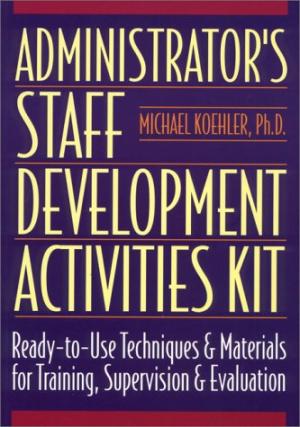 ADMINISTRATOR'S
STAFF
MICHAEL KOEHLER, Ph.D.
DEVELOPMENT
ACTIVITIES KIT
Ready-to-Use Techniques & Materials
for Training, Supervision & Evaluation